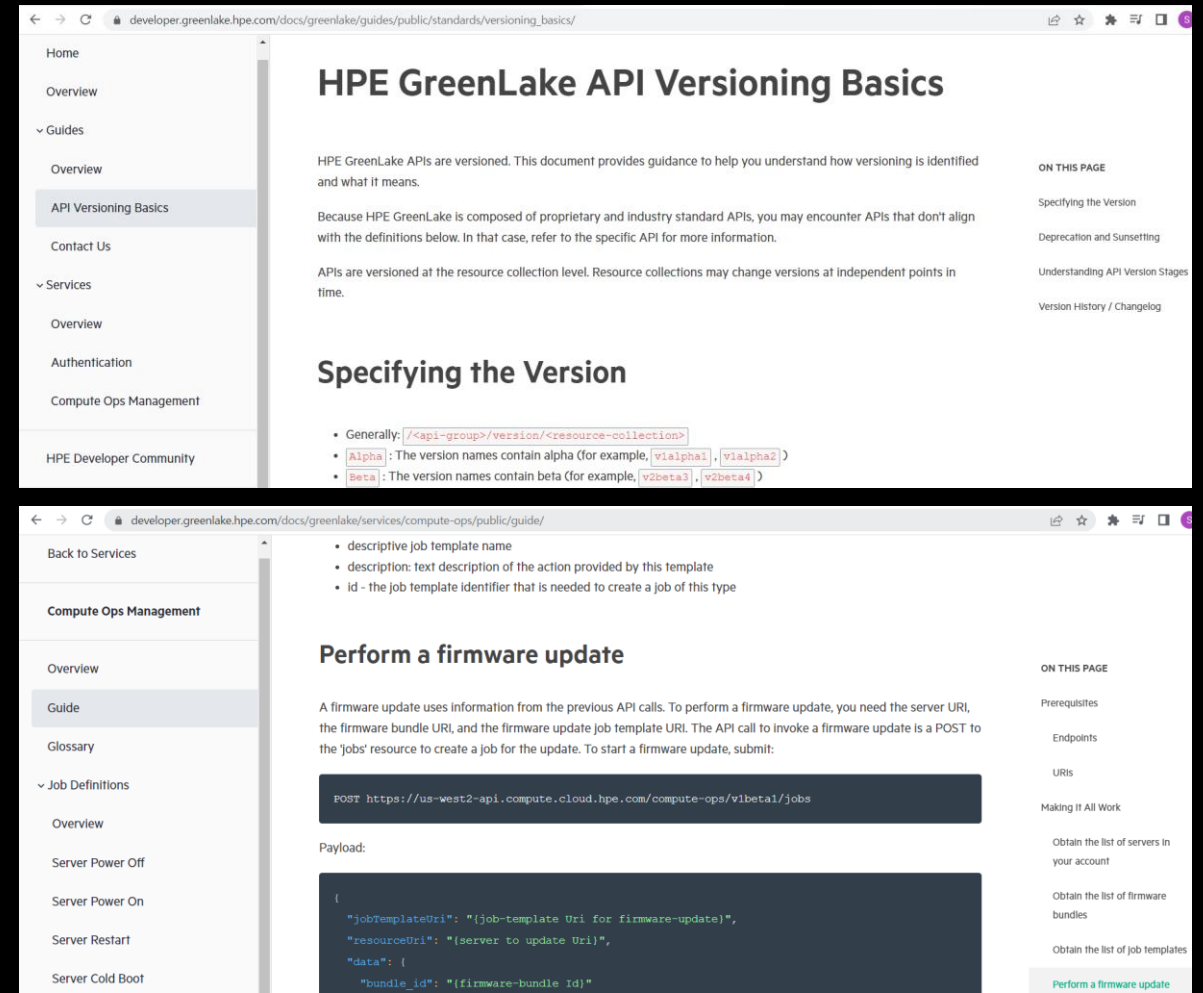 developer.greenlake.hpe.com/docs/greenlake/guides/public/standards/versioning_basics/
S
Home
Overview
Guides
Overview
API Versioning Basics
Contact Us
Services
Overview
Authentication
Compute Ops Management
HPE Developer Community
HPE GreenLake API Versioning Basics
HPE GreenLake APIs are versioned. This document provides guidance to help you understand how versioning is identified
and what it means.
Because HPE GreenLake is composed of proprietary and industry standard APIs, you may encounter APIs that don't align
with the definitions below. In that case, refer to the specific API for more information.
APIs are versioned at the resource collection level. Resource collections may change versions at independent points in
time.
Specifying the Version
• Generally: /<api-group>/version/<resource-collection>
• Alpha : The version names contain alpha (for example, v1alpha1 , v1alpha2 )
• Beta : The version names contain beta (for example, v2beta3 , v2beta4 )
ON THIS PAGE
Specifying the Version
Deprecation and Sunsetting
Understanding API Version Stages
Version History / Changelog
developer.greenlake.hpe.com/docs/greenlake/services/compute-ops/public/guide/
S
Back to Services
Compute Ops Management
Overview
Guide
Glossary
Job Definitions
Overview
Server Power Off
Server Power On
Server Restart
Server Cold Boot
• descriptive job template name
• description: text description of the action provided by this template
• id - the job template identifier that is needed to create a job of this type
Perform a firmware update
A firmware update uses information from the previous API calls. To perform a firmware update, you need the server URI,
the firmware bundle URI, and the firmware update job template URI. The API call to invoke a firmware update is a POST to
the 'jobs' resource to create a job for the update. To start a firmware update, submit:
POST https://us-west2-api.compute.cloud.hpe.com/compute-ops/v1beta1/jobs
Payload:
{
"jobTemplateUri": "{job-template Uri for firmware-update}",
"resourceUri": "{server to update Uri}",
"data": {
"bundle_id": "{firmware-bundle Id}"
ON THIS PAGE
Prerequisites
Endpoints
URIs
Making It All Work
Obtain the list of servers in
your account
Obtain the list of firmware
bundles
Obtain the list of job templates
Perform a firmware update